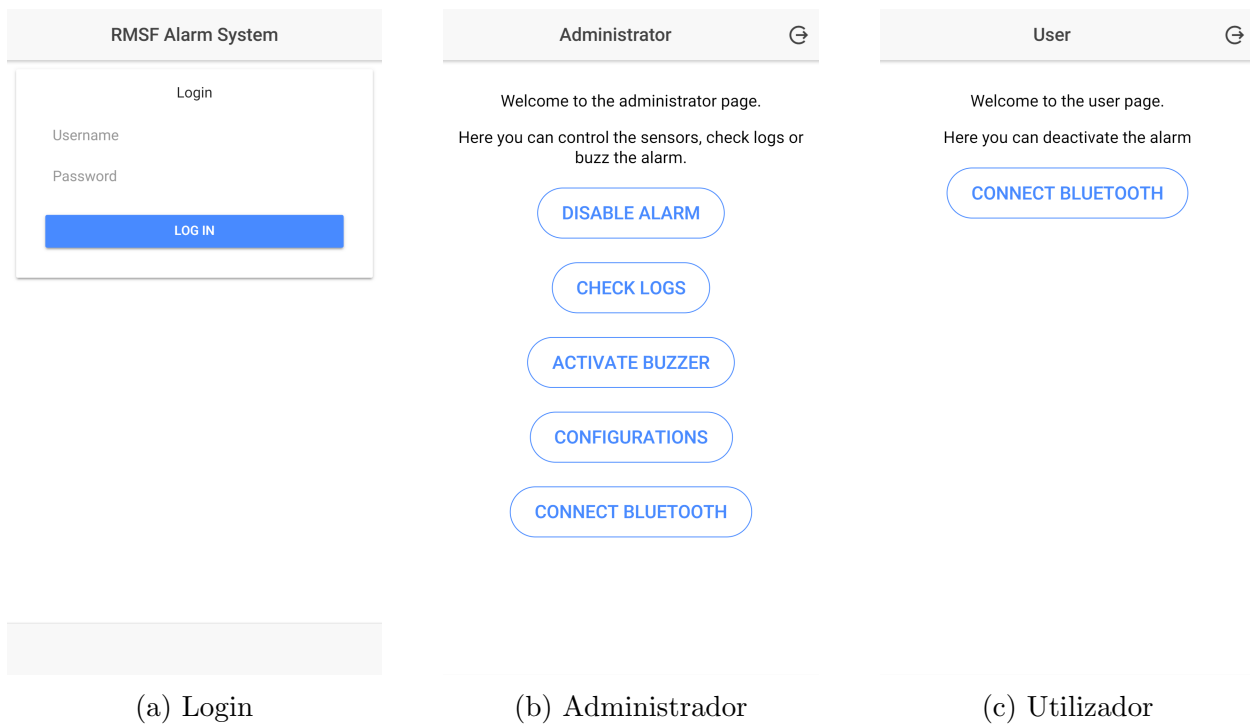 RMSF Alarm System
Login
Username
Password
LOG IN
(a) Login
Administrator
Welcome to the administrator page.
Here you can control the sensors, check logs or
buzz the alarm.
DISABLE ALARM
CHECK LOGS
ACTIVATE BUZZER
CONFIGURATIONS
CONNECT BLUETOOTH
(b) Administrador
User
Welcome to the user page.
Here you can deactivate the alarm
CONNECT BLUETOOTH
(c) Utilizador